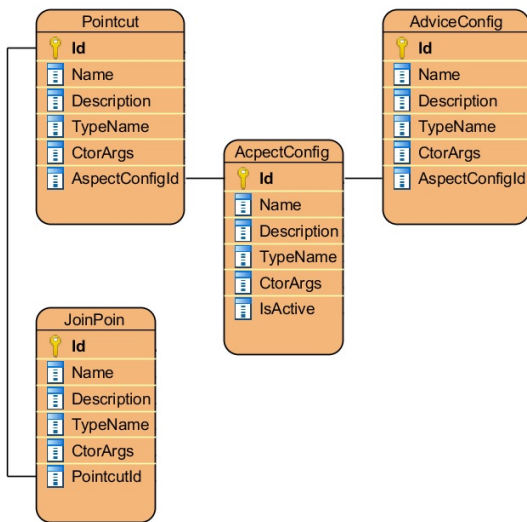 Pointcut
Id
Name
Description
TypeName
CtorArgs
AspectConfigId
AdviceConfig
Id
Name
Description
TypeName
CtorArgs
AspectConfigId
AcpectConfig
Id
Name
Description
TypeName
CtorArgs
IsActive
JoinPoin
Id
Name
Description
TypeName
CtorArgs
PointcutId